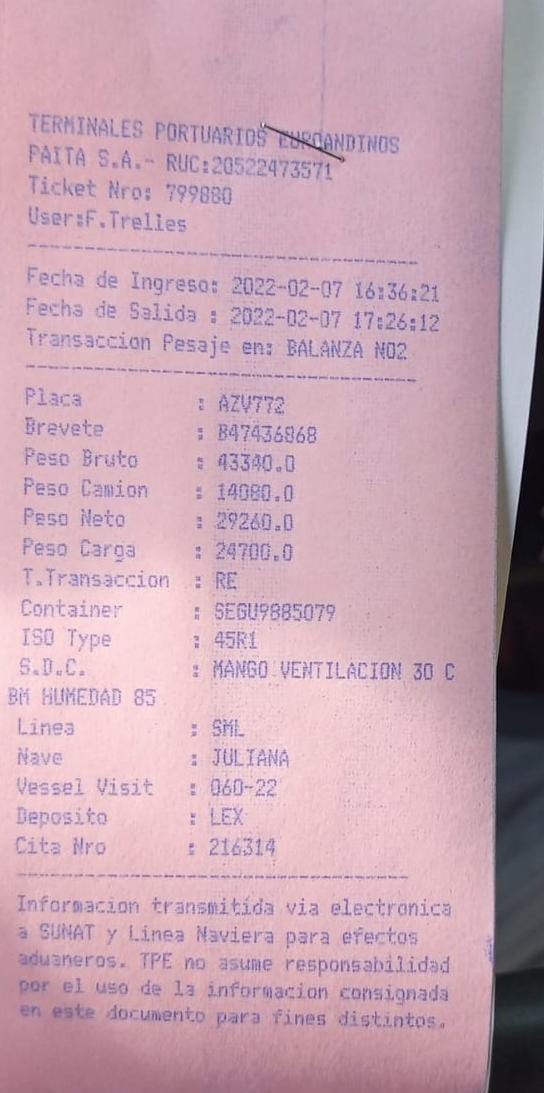 TERMINALES PORTUARIOS EUROANDINOS
PAITA S.A.- RUC:20522473571
Ticket Nro: 799880
User:F.Trelles
Fecha de Ingreso: 2022-02-07 16:36:21
Fecha de Salida : 2022-02-07 17:26:12
Transaccion Pesaje en: BALANZA NO2
Placa : AZV772
Brevete : B47436868
Peso Bruto : 43340.0
Peso Camion : 14080.0
Peso Neto : 29260.0
Peso Carga : 24700.0
T.Transaccion : RE
Container : SEGU9885079
ISO Type : 45R1
S.D.C. : MANGO VENTILACION 30 C
BM HUMEDAD 85
Linea : SML
Nave : JULIANA
Vessel Visit : 060-22
Deposito : LEX
Cita Nro : 216314
Informacion transmitida via electronica
a SUNAT y Linea Naviera para efectos
aduaneros. TPE no asume responsabilidad
por el uso de la informacion consignada
en este documento para fines distintos.